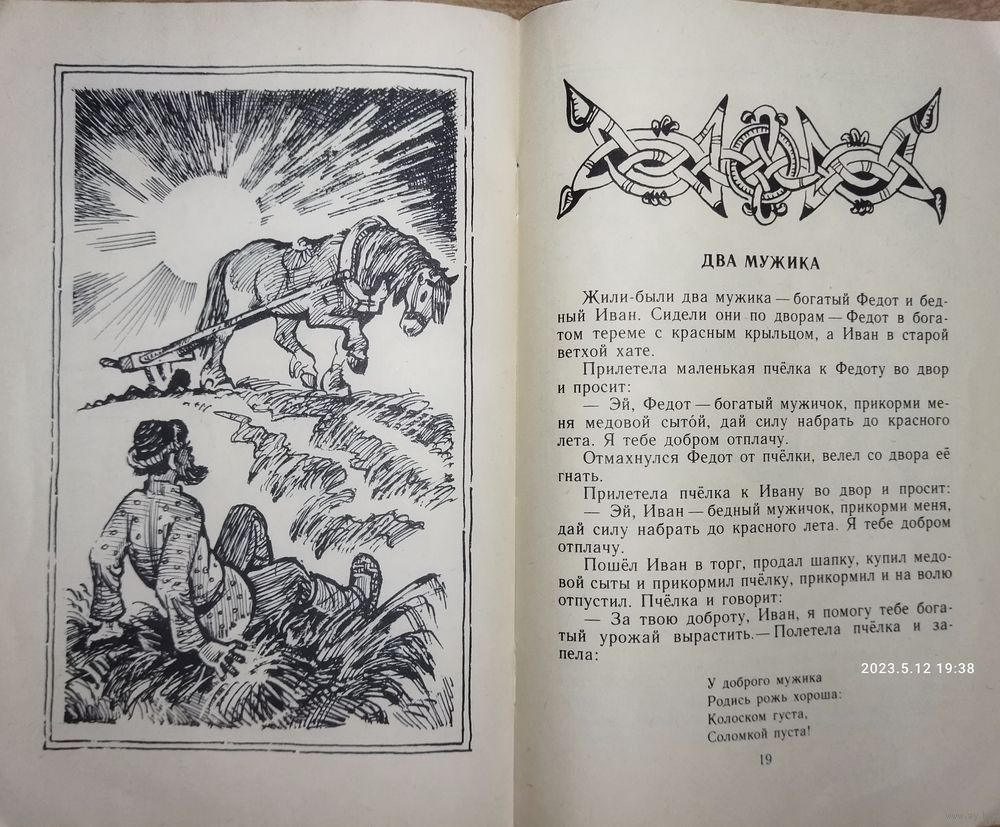 ДВА МУЖИКА
Жили-были два мужика — богатый Федот и бед-
ный Иван. Сидели они по дворам — Федот в бога-
том тереме с красным крыльцом, а Иван в старой
ветхой хате.
Прилетела маленькая пчёлка к Федоту во двор
и просит:
— Эй, Федот — богатый мужичок, прикорми ме-
ня медовой сыто́й, дай силу набрать до красного
лета. Я тебе добром отплачу.
Отмахнулся Федот от пчёлки, велел со двора её
гнать.
Прилетела пчёлка к Ивану во двор и просит:
— Эй, Иван — бедный мужичок, прикорми меня,
дай силу набрать до красного лета. Я тебе добром
отплачу.
Пошёл Иван в торг, продал шапку, купил медо-
вой сыты и прикормил пчёлку, прикормил и на волю
отпустил. Пчёлка и говорит:
— За твою доброту, Иван, я помогу тебе бога-
тый урожай вырастить.— Полетела пчёлка и за-
пела:
2023.5.12 19:38
У доброго мужика
Родись рожь хороша:
Колоском густа,
Соломкой пуста!
19